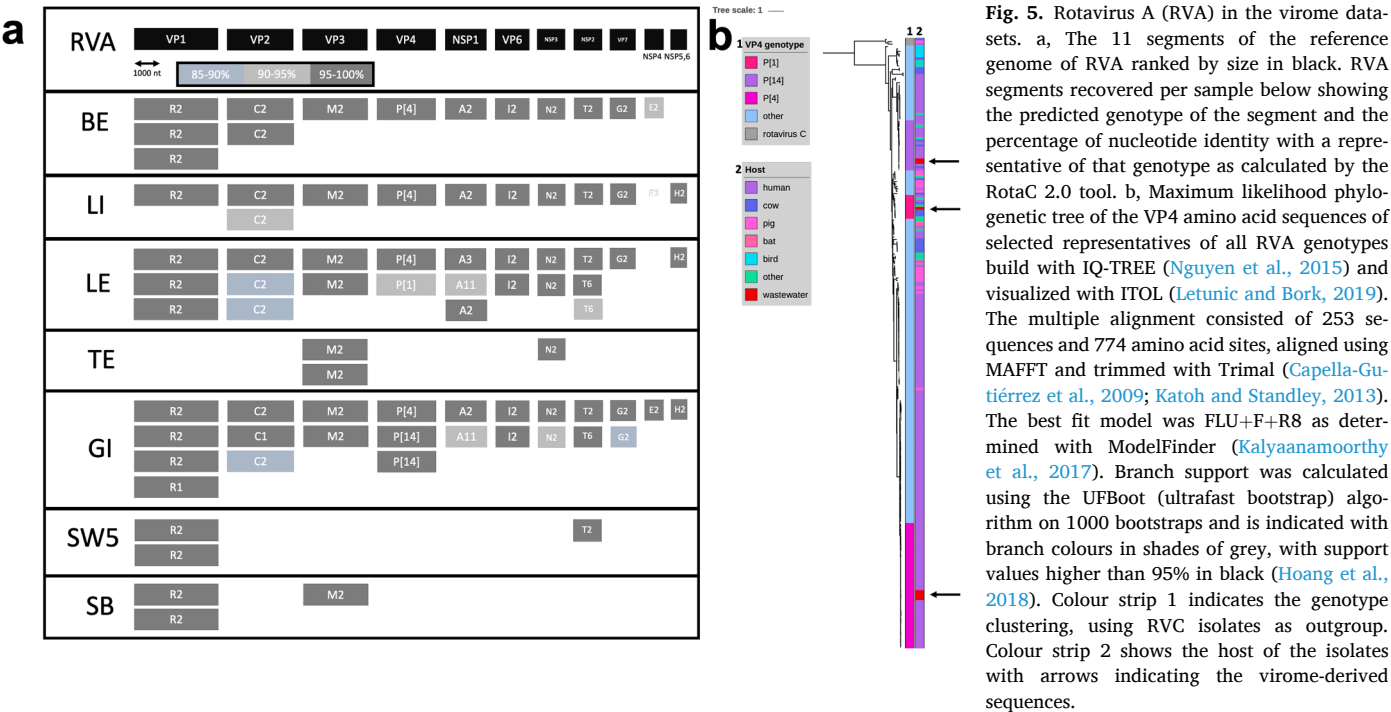 a
RVA
VP1 VP2 VP3 VP4 NSP1 VP6 NSP3 NSP2 VP7
NSP4 NSP5,6
1000 nt
85-90% 90-95% 95-100%
BE
R2 C2 M2 P[4] A2 I2 N2 T2 G2 E2
R2 C2
R2
LI
R2 C2 M2 P[4] A2 I2 N2 T2 G2 H2
C2
LE
R2 C2 M2 P[4] A3 I2 N2 T2 G2 H2
R2 C2 M2 P[1] A11 I2 N2 T6
R2 C2 A2 T6
TE
M2 N2
M2
GI
R2 C2 M2 P[4] A2 I2 N2 T2 G2 E2 H2
R2 C1 M2 P[14] A11 I2 N2 T6 G2
R2 C2 P[14]
R1
SW5
R2 T2
R2
SB
R2 M2
R2
Tree scale: 1
b
1 2
1 VP4 genotype
P[1]
P[14]
P[4]
other
rotavirus C
2 Host
human
cow
pig
bat
bird
other
wastewater
Fig. 5. Rotavirus A (RVA) in the virome data-
sets. a, The 11 segments of the reference
genome of RVA ranked by size in black. RVA
segments recovered per sample below showing
the predicted genotype of the segment and the
percentage of nucleotide identity with a repre-
sentative of that genotype as calculated by the
RotaC 2.0 tool. b, Maximum likelihood phylo-
genetic tree of the VP4 amino acid sequences of
selected representatives of all RVA genotypes
build with IQ-TREE (Nguyen et al., 2015) and
visualized with ITOL (Letunic and Bork, 2019).
The multiple alignment consisted of 253 se-
quences and 774 amino acid sites, aligned using
MAFFT and trimmed with Trimal (Capella-Gu-
tiérrez et al., 2009; Katoh and Standley, 2013).
The best fit model was FLU+F+R8 as deter-
mined with ModelFinder (Kalyaanamoorthy
et al., 2017). Branch support was calculated
using the UFBoot (ultrafast bootstrap) algo-
rithm on 1000 bootstraps and is indicated with
branch colours in shades of grey, with support
values higher than 95% in black (Hoang et al.,
2018). Colour strip 1 indicates the genotype
clustering, using RVC isolates as outgroup.
Colour strip 2 shows the host of the isolates
with arrows indicating the virome-derived
sequences.